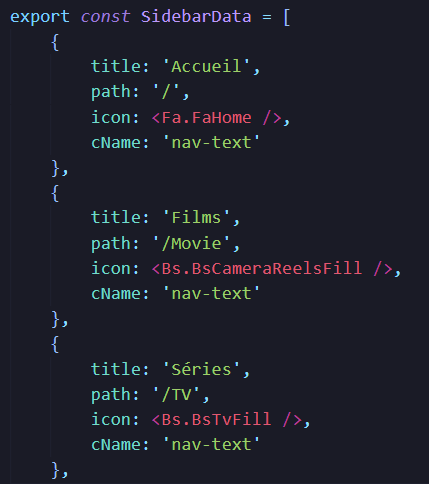 export const SidebarData = [
    {
        title: 'Accueil',
        path: '/',
        icon: <Fa.FaHome />,
        cName: 'nav-text'
    },
    {
        title: 'Films',
        path: '/Movie',
        icon: <Bs.BsCameraReelsFill />,
        cName: 'nav-text'
    },
    {
        title: 'Séries',
        path: '/TV',
        icon: <Bs.BsTvFill />,
        cName: 'nav-text'
    },